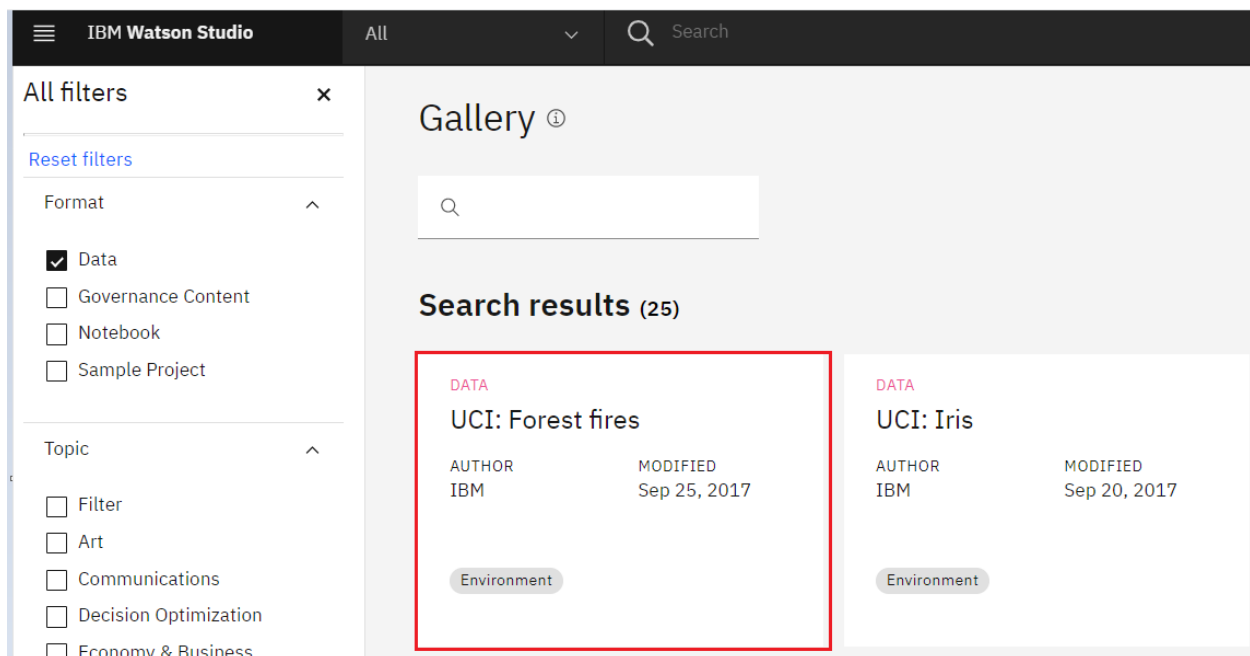 IBM Watson Studio
All
Search
All filters
Reset filters
Format
Data
Governance Content
Notebook
Sample Project
Topic
Filter
Art
Communications
Decision Optimization
Economy & Business
Gallery
Search results (25)
DATA
UCI: Forest fires
AUTHOR MODIFIED
IBM Sep 25, 2017
Environment
DATA
UCI: Iris
AUTHOR MODIFIED
IBM Sep 20, 2017
Environment